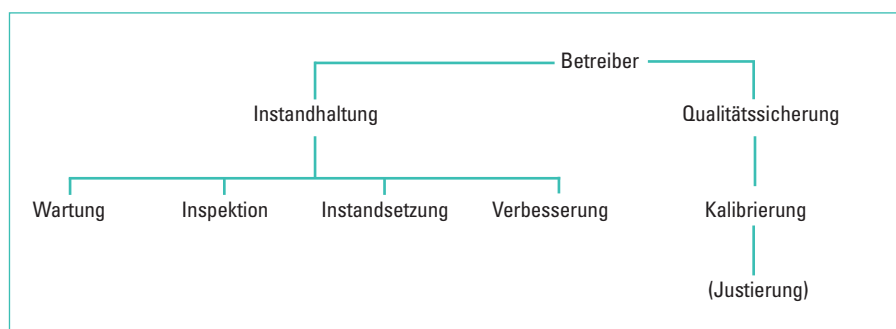 Betreiber
Instandhaltung
Qualitätssicherung
Wartung
Inspektion
Instandsetzung
Verbesserung
Kalibrierung
(Justierung)